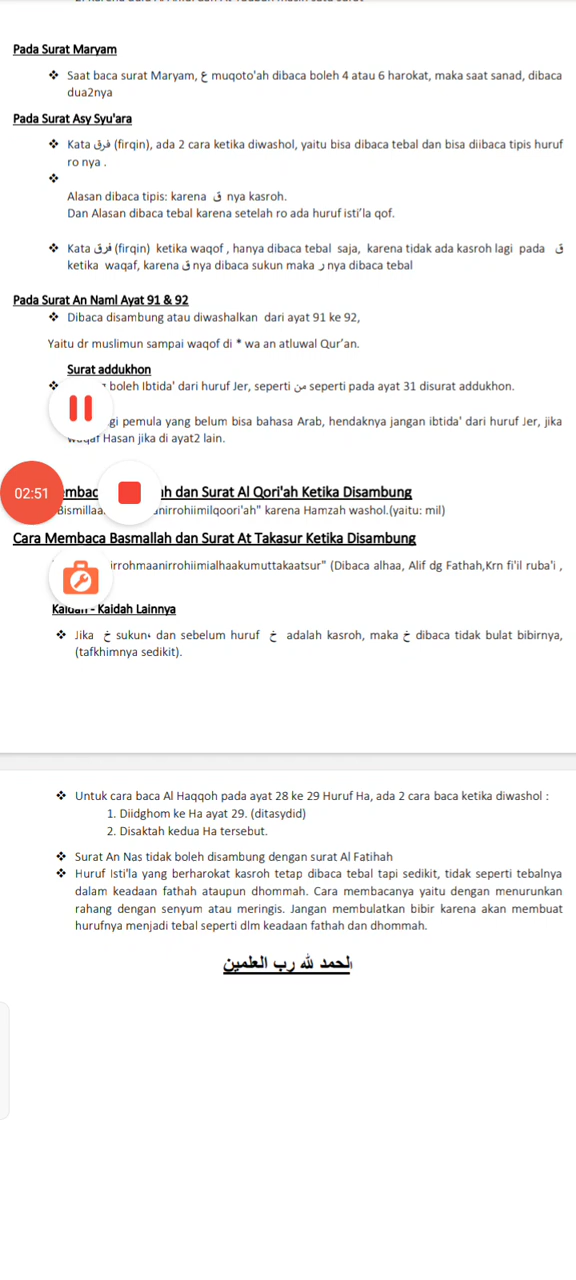 Pada Surat Maryam
❖ Saat baca surat Maryam, ع muqoto'ah dibaca boleh 4 atau 6 harokat, maka saat sanad, dibaca
dua2nya
Pada Surat Asy Syu'ara
❖ Kata فرق (firqin), ada 2 cara ketika diwashol, yaitu bisa dibaca tebal dan bisa diibaca tipis huruf
ro nya .
❖
Alasan dibaca tipis: karena ق nya kasroh.
Dan Alasan dibaca tebal karena setelah ro ada huruf isti’la qof.
❖ Kata فرق (firqin) ketika waqof , hanya dibaca tebal saja, karena tidak ada kasroh lagi pada ق
ketika waqaf, karena ق nya dibaca sukun maka ر nya dibaca tebal
Pada Surat An Naml Ayat 91 & 92
❖ Dibaca disambung atau diwashalkan dari ayat 91 ke 92,
Yaitu dr muslimun sampai waqof di * wa an atluwal Qur’an.
Surat addukhon
❖ boleh Ibtida' dari huruf Jer, seperti من seperti pada ayat 31 disurat addukhon.
gi pemula yang belum bisa bahasa Arab, hendaknya jangan ibtida' dari huruf Jer, jika
waqaf Hasan jika di ayat2 lain.
02:51
mbac ah dan Surat Al Qori'ah Ketika Disambung
Bismillaa nirrohiimilqoori'ah" karena Hamzah washol.(yaitu: mil)
Cara Membaca Basmallah dan Surat At Takasur Ketika Disambung
irrohmaanirrohiimialhaakumuttakaatsur" (Dibaca alhaa, Alif dg Fathah,Krn fi'il ruba'i ,
Kaidah - Kaidah Lainnya
❖ Jika خ sukun، dan sebelum huruf خ adalah kasroh, maka خ dibaca tidak bulat bibirnya,
(tafkhimnya sedikit).
❖ Untuk cara baca Al Haqqoh pada ayat 28 ke 29 Huruf Ha, ada 2 cara baca ketika diwashol :
1. Diidghom ke Ha ayat 29. (ditasydid)
2. Disaktah kedua Ha tersebut.
❖ Surat An Nas tidak boleh disambung dengan surat Al Fatihah
❖ Huruf Isti'la yang berharokat kasroh tetap dibaca tebal tapi sedikit, tidak seperti tebalnya
dalam keadaan fathah ataupun dhommah. Cara membacanya yaitu dengan menurunkan
rahang dengan senyum atau meringis. Jangan membulatkan bibir karena akan membuat
hurufnya menjadi tebal seperti dlm keadaan fathah dan dhommah.
الحمد لله رب العلمين